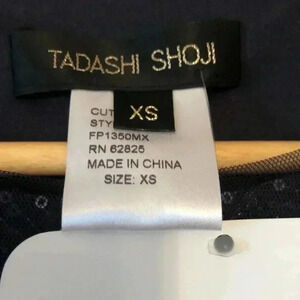 TADASHI SHOJI
XS
CUT
STY
FP1350MX
RN 62825
MADE IN CHINA
SIZE: XS